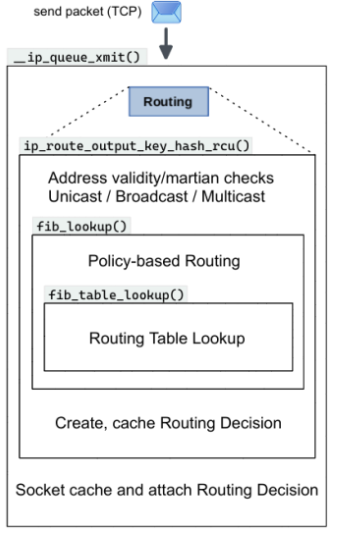 send packet (TCP)
__ip_queue_xmit()
Routing
ip_route_output_key_hash_rcu()
Address validity/martian checks
Unicast / Broadcast / Multicast
fib_lookup()
Policy-based Routing
fib_table_lookup()
Routing Table Lookup
Create, cache Routing Decision
Socket cache and attach Routing Decision